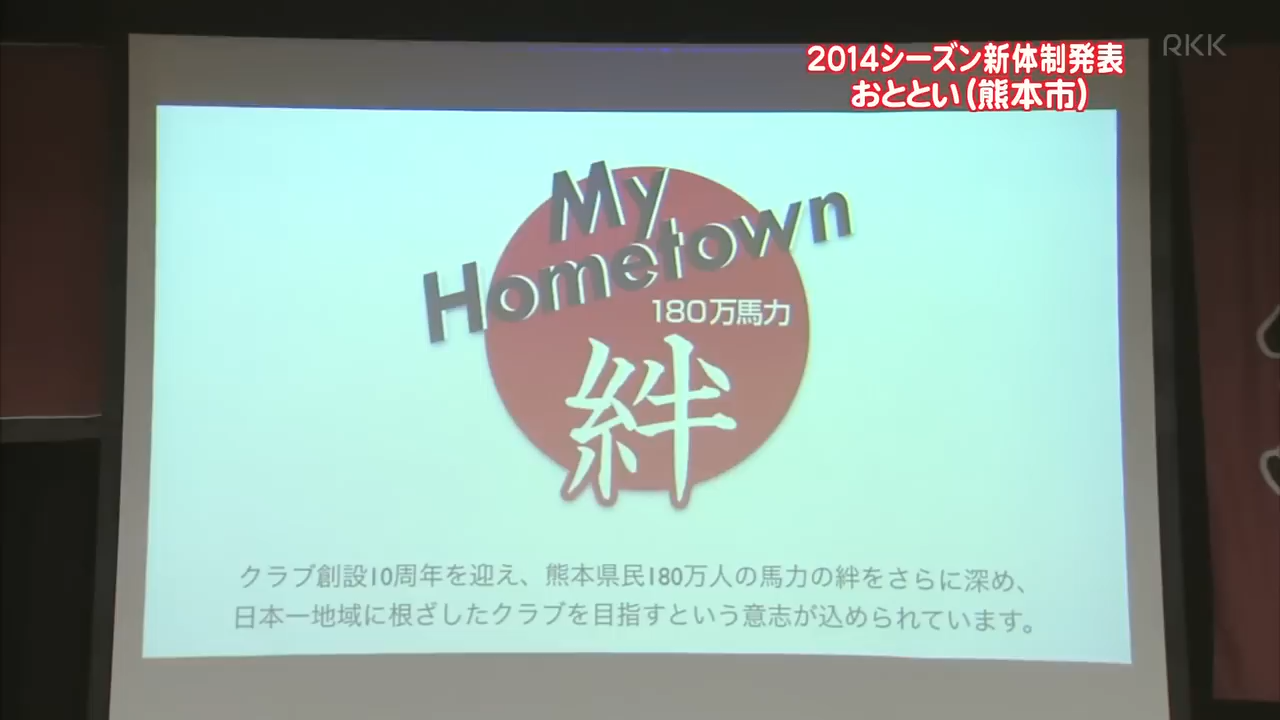 RKK
2014シーズン新体制発表
おととい(熊本市)
My
Hometown
180万馬力
絆
クラブ創設10周年を迎え、熊本県民180万人の馬力の絆をさらに深め、
日本一地域に根ざしたクラブを目指すという意志が込められています。